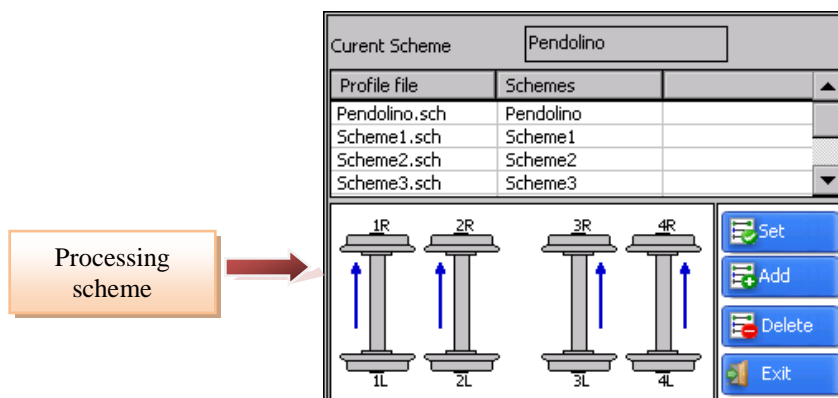 Curent Scheme Pendolino
Profile file Schemes
Pendolino.sch Pendolino
Scheme1.sch Scheme1
Scheme2.sch Scheme2
Scheme3.sch Scheme3
Processing
scheme
1R 2R 3R 4R
1L 2L 3L 4L
Set
Add
Delete
Exit